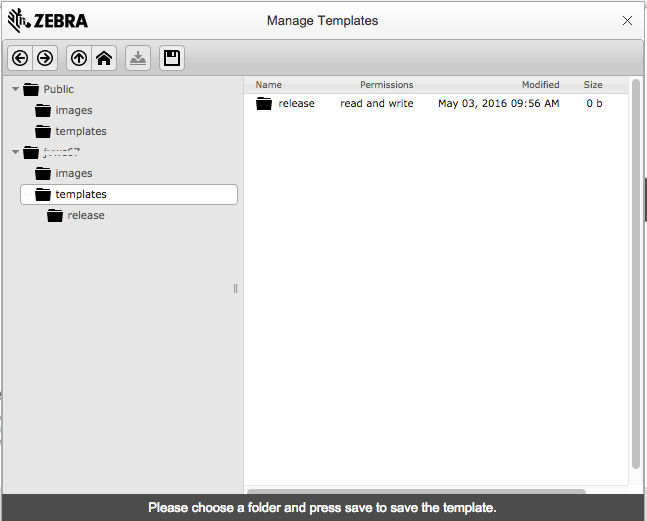 ZEBRA
Manage Templates
Public
images
templates
images
templates
release
Name Permissions Modified Size
release read and write May 03, 2016 09:56 AM 0 b
Please choose a folder and press save to save the template.